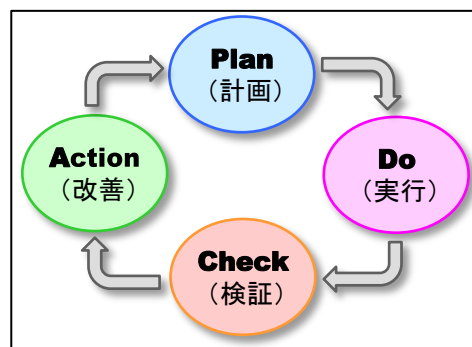 Plan
（計画）
Do
（実行）
Check
（検証）
Action
（改善）